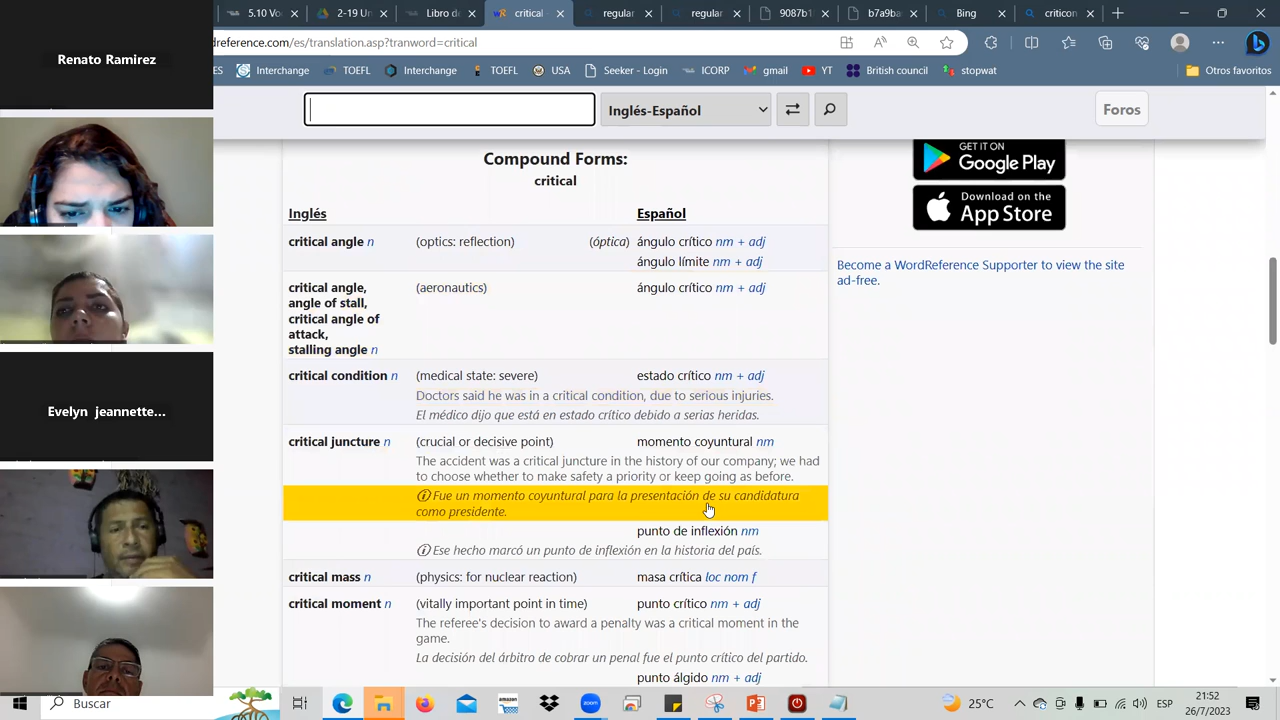 Renato Ramirez
Evelyn jeannette...
5.10 Vo
2-19 Un
W
Present
P
regular
9087b1
b7a9ba
Bing
criticon
dreference.com/es/translation.asp?tranword=critical
ES
Interchange
TOEFL
Interchange
TOEFL
USA
Seeker - Login
ICORP
gmail
YT
British council
stopwat
Otros favoritos
Inglés-Español
Foros
Compound Forms:
critical
Inglés
Español
critical angle n
(optics: reflection)
(óptica)
ángulo crítico nm + adj
ángulo límite nm + adj
critical angle,
angle of stall,
critical angle of
attack,
stalling angle n
(aeronautics)
ángulo crítico nm + adj
critical condition n
(medical state: severe)
estado crítico nm + adj
Doctors said he was in a critical condition, due to serious injuries.
El médico dijo que está en estado crítico debido a serias heridas.
critical juncture n
(crucial or decisive point)
momento coyuntural nm
The accident was a critical juncture in the history of our company; we had
to choose whether to make safety a priority or keep going as before.
Fue un momento coyuntural para la presentación de su candidatura
como presidente.
punto de inflexión nm
Ese hecho marcó un punto de inflexión en la historia del país.
critical mass n
(physics: for nuclear reaction)
masa crítica loc nom f
critical moment n
(vitally important point in time)
punto crítico nm + adj
The referee's decision to award a penalty was a critical moment in the
game.
La decisión del árbitro de cobrar un penal fue el punto crítico del partido.
punto álgido nm + adj
GET IT ON
Google Play
Download on the
App Store
Become a WordReference Supporter to view the site
ad-free.
Buscar
amazon
zoom
25°C
ESP
21:52
26/7/2023